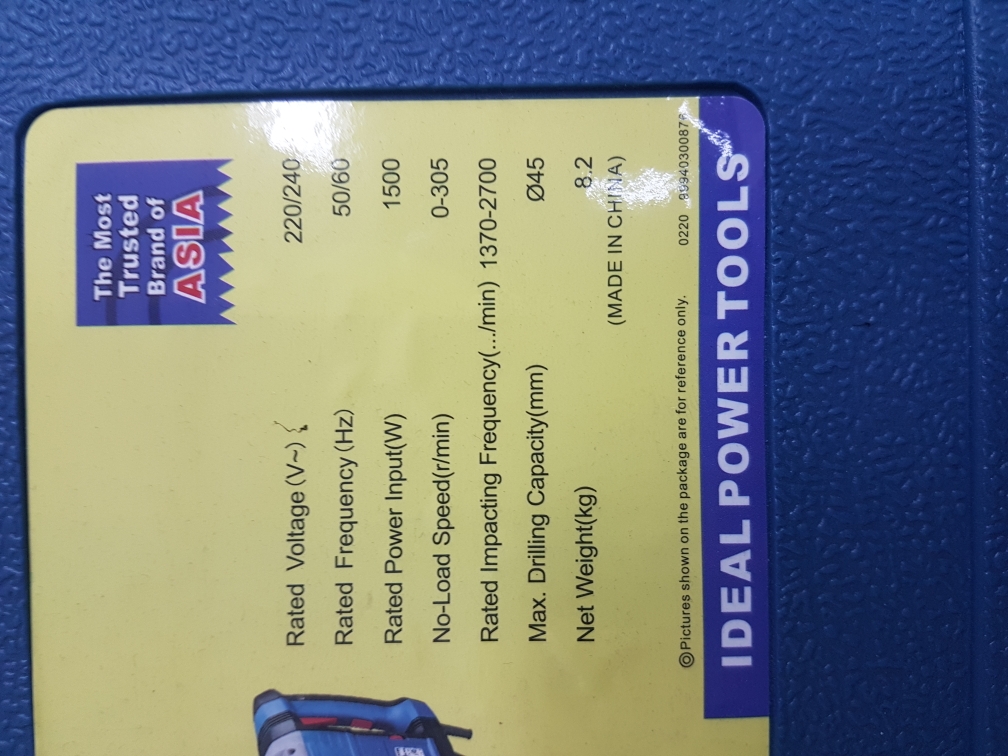 The Most
Trusted
Brand of
ASIA
Rated Voltage(V~) 220/240
Rated Frequency(Hz) 50/60
Rated Power Input(W) 1500
No-Load Speed(r/min) 0-305
Rated Impacting Frequency(.../min) 1370-2700
Max. Drilling Capacity(mm) Ø45
Net Weight(kg) 8.2
(MADE IN CHINA)
©Pictures shown on the package are for reference only. 0220
IDEAL POWER TOOLS